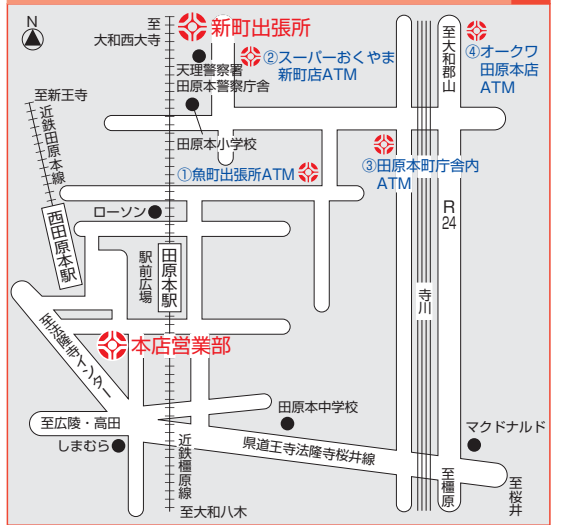 N
至
大和西大寺
新町出張所
②スーパーおくやま
新町店ATM
至大和郡山
④オークワ
田原本店
ATM
天理警察署
田原本警察庁舎
至新王寺
近鉄田原本線
田原本小学校
①魚町出張所ATM
③田原本町庁舎内
ATM
ローソン
西田原本駅
駅前広場
田原本駅
R
24
寺川
至法隆寺インター
本店営業部
至広陵・高田
しまむら
田原本中学校
マクドナルド
県道王寺法隆寺桜井線
近鉄橿原線
至大和八木
至橿原
至桜井